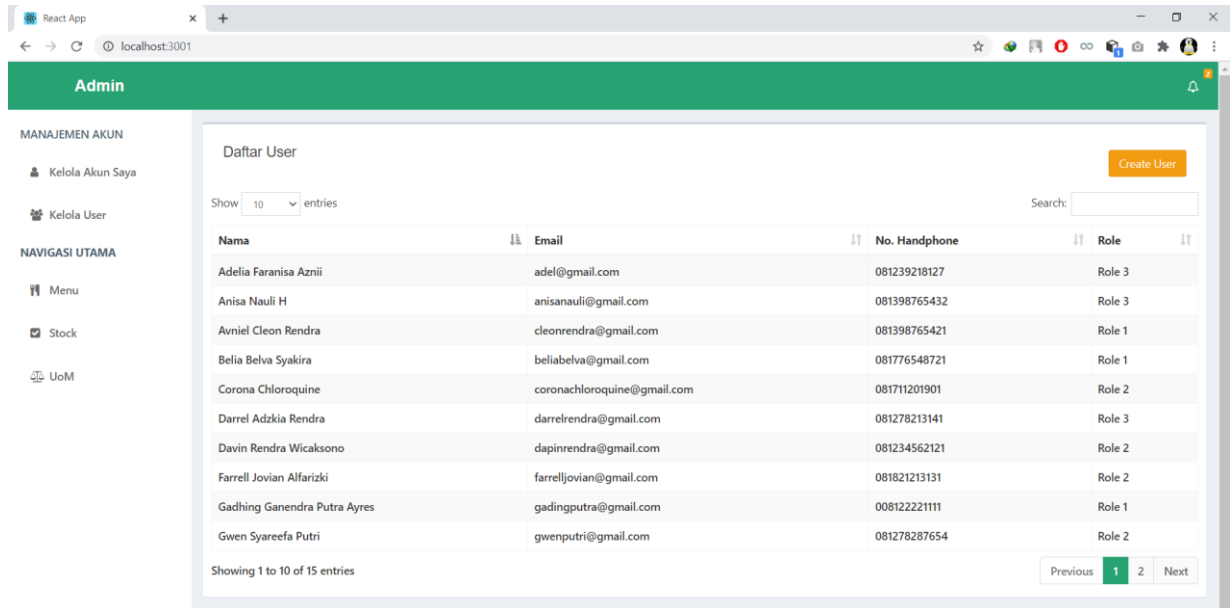 React App
localhost:3001
1
Admin
2
MANAJEMEN AKUN
Kelola Akun Saya
Kelola User
NAVIGASI UTAMA
Menu
Stock
UoM
Daftar User
Create User
Show 10 entries
Search:
Nama Email No. Handphone Role
Adelia Faranisa Aznii adel@gmail.com 081239218127 Role 3
Anisa Nauli H anisanauli@gmail.com 081398765432 Role 3
Avniel Cleon Rendra cleonrendra@gmail.com 081398765421 Role 1
Belia Belva Syakira beliabelva@gmail.com 081776548721 Role 1
Corona Chloroquine coronachloroquine@gmail.com 081711201901 Role 2
Darrel Adzkia Rendra darrelrendra@gmail.com 081278213141 Role 3
Davin Rendra Wicaksono dapinrendra@gmail.com 081234562121 Role 2
Farrell Jovian Alfarizki farrelljovian@gmail.com 081821213131 Role 2
Gadhing Ganendra Putra Ayres gadingputra@gmail.com 008122221111 Role 1
Gwen Syareefa Putri gwenputri@gmail.com 081278287654 Role 2
Showing 1 to 10 of 15 entries
Previous 1 2 Next